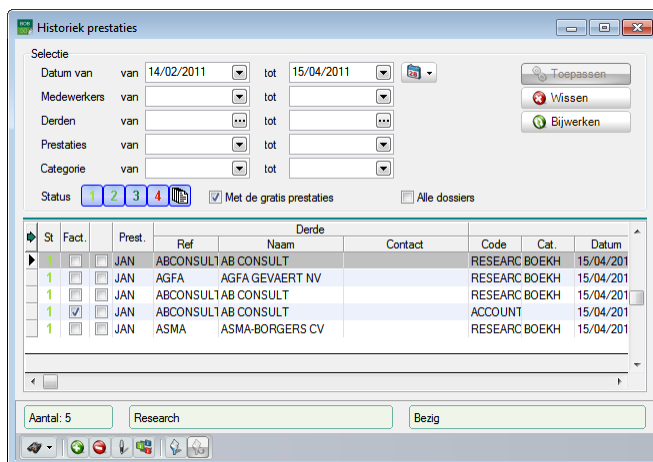 BOB 50 Historiek prestaties
Selectie
Datum van van 14/02/2011 tot 15/04/2011 Toepassen
Medewerkers van tot Wissen
Derden van tot Bijwerken
Prestaties van tot
Categorie van tot
Status 1 2 3 4 Met de gratis prestaties Alle dossiers
Derde
St Fact. Prest. Ref Naam Contact Code Cat. Datum
1 JAN ABCONSULT AB CONSULT RESEARC BOEKH 15/04/201
1 JAN AGFA AGFA GEVAERT NV RESEARC BOEKH 15/04/201
1 JAN ABCONSULT AB CONSULT RESEARC BOEKH 15/04/201
1 JAN ABCONSULT AB CONSULT ACCOUNT 15/04/201
1 JAN ASMA ASMA-BORGERS CV RESEARC BOEKH 15/04/201
Aantal: 5 Research Bezig